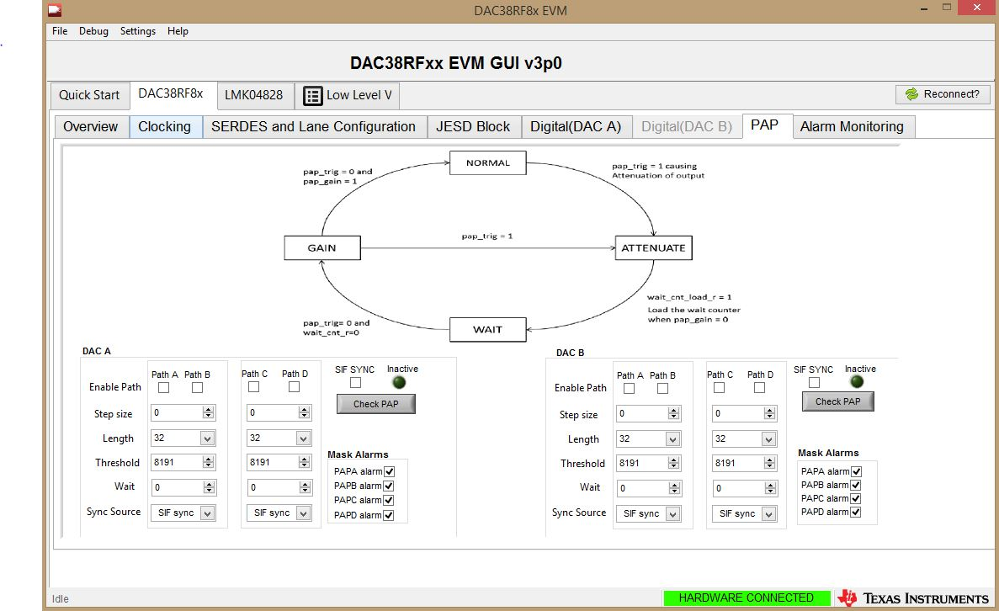 DAC38RF8x EVM
File Debug Settings Help
DAC38RFxx EVM GUI v3p0
Quick Start DAC38RF8x LMK04828 Low Level V Reconnect?
Overview Clocking SERDES and Lane Configuration JESD Block Digital(DAC A) Digital(DAC B) PAP Alarm Monitoring
NORMAL
pap_trig = 0 and
pap_gain = 1
pap_trig = 1 causing
Attenuation of output
pap_trig = 1
GAIN
ATTENUATE
wait_cnt_load_r = 1
Load the wait counter
when pap_gain = 0
pap_trig= 0 and
wait_cnt_r=0
WAIT
DAC A
Path A Path B Path C Path D SIF SYNC Inactive
Enable Path
Check PAP
Step size 0 0
Length 32 32
Threshold 8191 8191
Wait 0 0
Sync Source SIF sync SIF sync
Mask Alarms
PAPA alarm
PAPB alarm
PAPC alarm
PAPD alarm
DAC B
Path A Path B Path C Path D SIF SYNC Inactive
Enable Path
Check PAP
Step size 0 0
Length 32 32
Threshold 8191 8191
Wait 0 0
Sync Source SIF sync SIF sync
Mask Alarms
PAPA alarm
PAPB alarm
PAPC alarm
PAPD alarm
Idle HARDWARE CONNECTED TEXAS INSTRUMENTS